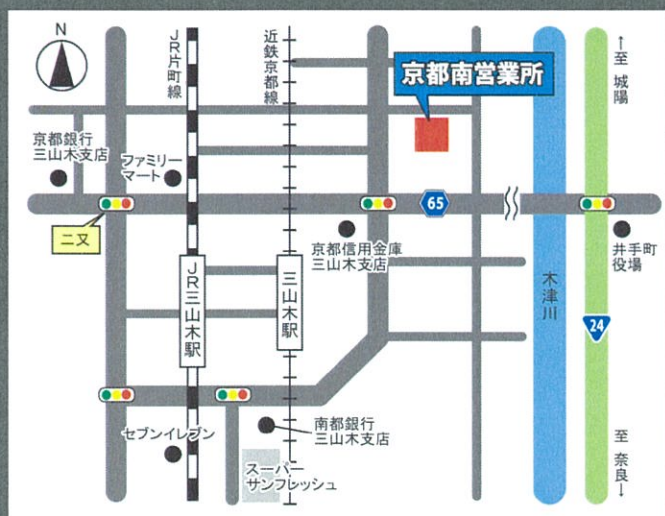 N
JR片町線
近鉄京都線
京都南営業所
←至 城陽
京都銀行
三山木支店
ファミリー
マート
65
二又
京都信用金庫
三山木支店
井手町
役場
JR三山木駅
三山木駅
木津川
24
セブンイレブン
南都銀行
三山木支店
スーパー
サンフレッシュ
至 奈良→